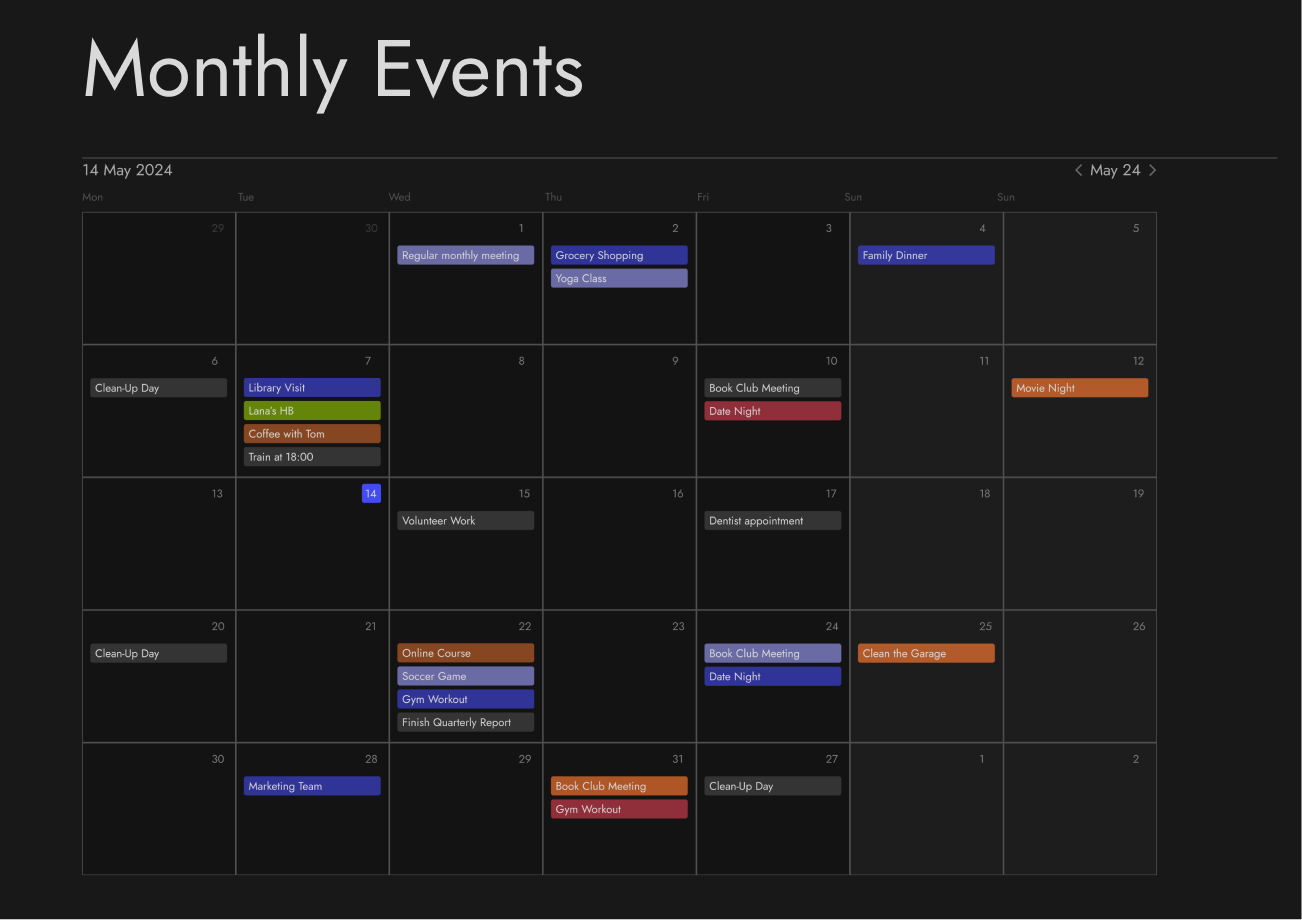 Monthly Events
14 May 2024
May 24
Mon Tue Wed Thu Fri Sun Sun
29 30 1 2 3 4 5
Regular monthly meeting Grocery Shopping Family Dinner
Yoga Class
6 7 8 9 10 11 12
Clean-Up Day Library Visit Book Club Meeting Movie Night
Lana's HB Date Night
Coffee with Tom
Train at 18:00
13 14 15 16 17 18 19
Volunteer Work Dentist appointment
20 21 22 23 24 25 26
Clean-Up Day Online Course Book Club Meeting Clean the Garage
Soccer Game Date Night
Gym Workout
Finish Quarterly Report
30 28 29 31 27 1 2
Marketing Team Book Club Meeting Clean-Up Day
Gym Workout